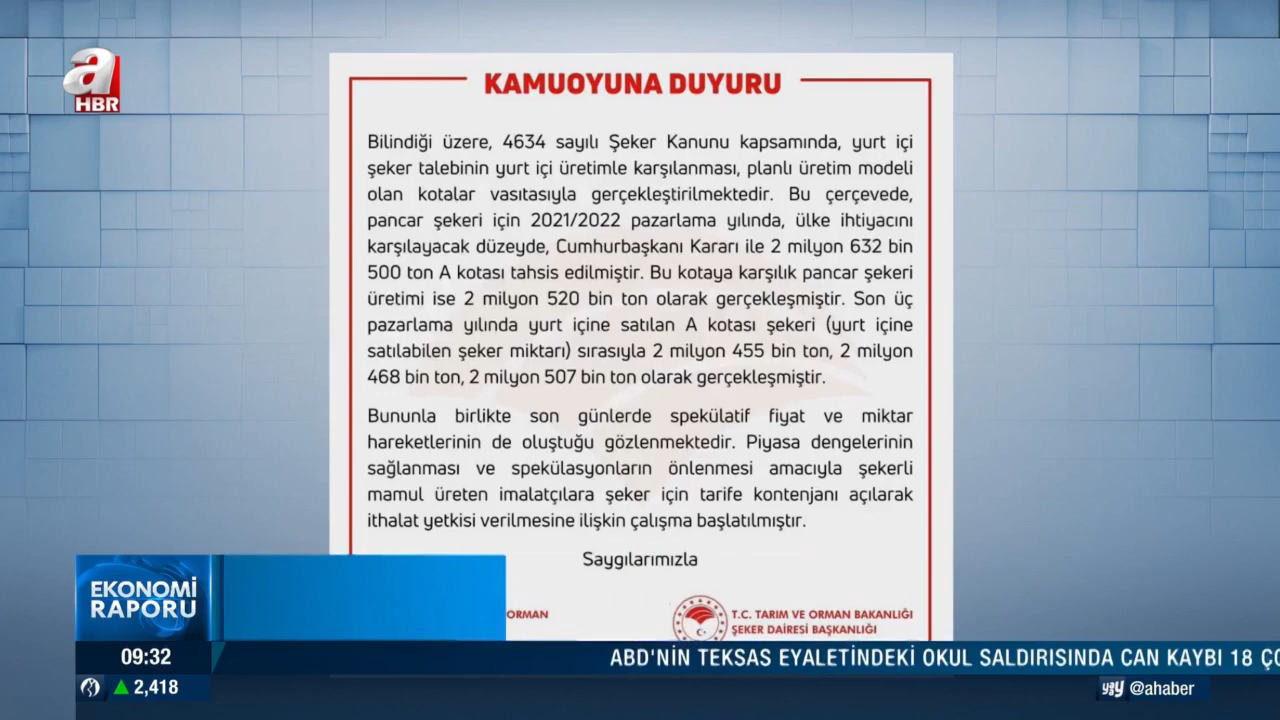 a
HBR
KAMUOYUNA DUYURU
Bilindiği üzere, 4634 sayılı Şeker Kanunu kapsamında, yurt içi
şeker talebinin yurt içi üretimle karşılanması, planlı üretim modeli
olan kotalar vasıtasıyla gerçekleştirilmektedir. Bu çerçevede,
pancar şekeri için 2021/2022 pazarlama yılında, ülke ihtiyacını
karşılayacak düzeyde, Cumhurbaşkanı Kararı ile 2 milyon 632 bin
500 ton A kotası tahsis edilmiştir. Bu kotaya karşılık pancar şekeri
üretimi ise 2 milyon 520 bin ton olarak gerçekleşmiştir. Son üç
pazarlama yılında yurt içine satılan A kotası şekeri (yurt içine
satılabilen şeker miktarı) sırasıyla 2 milyon 455 bin ton, 2 milyon
468 bin ton, 2 milyon 507 bin ton olarak gerçekleşmiştir.
Bununla birlikte son günlerde spekülatif fiyat ve miktar
hareketlerinin de oluştuğu gözlenmektedir. Piyasa dengelerinin
sağlanması ve spekülasyonların önlenmesi amacıyla şekerli
mamul üreten imalatçılara şeker için tarife kontenjanı açılarak
ithalat yetkisi verilmesine ilişkin çalışma başlatılmıştır.
Saygılarımızla
ORMAN
T.C. TARIM VE ORMAN BAKANLIĞI
ŞEKER DAİRESİ BAŞKANLIĞI
EKONOMİ
RAPORU
09:32
ABD'NİN TEKSAS EYALETİNDEKİ OKUL SALDIRISINDA CAN KAYBI 18 ÇO
2,418
@ahaber